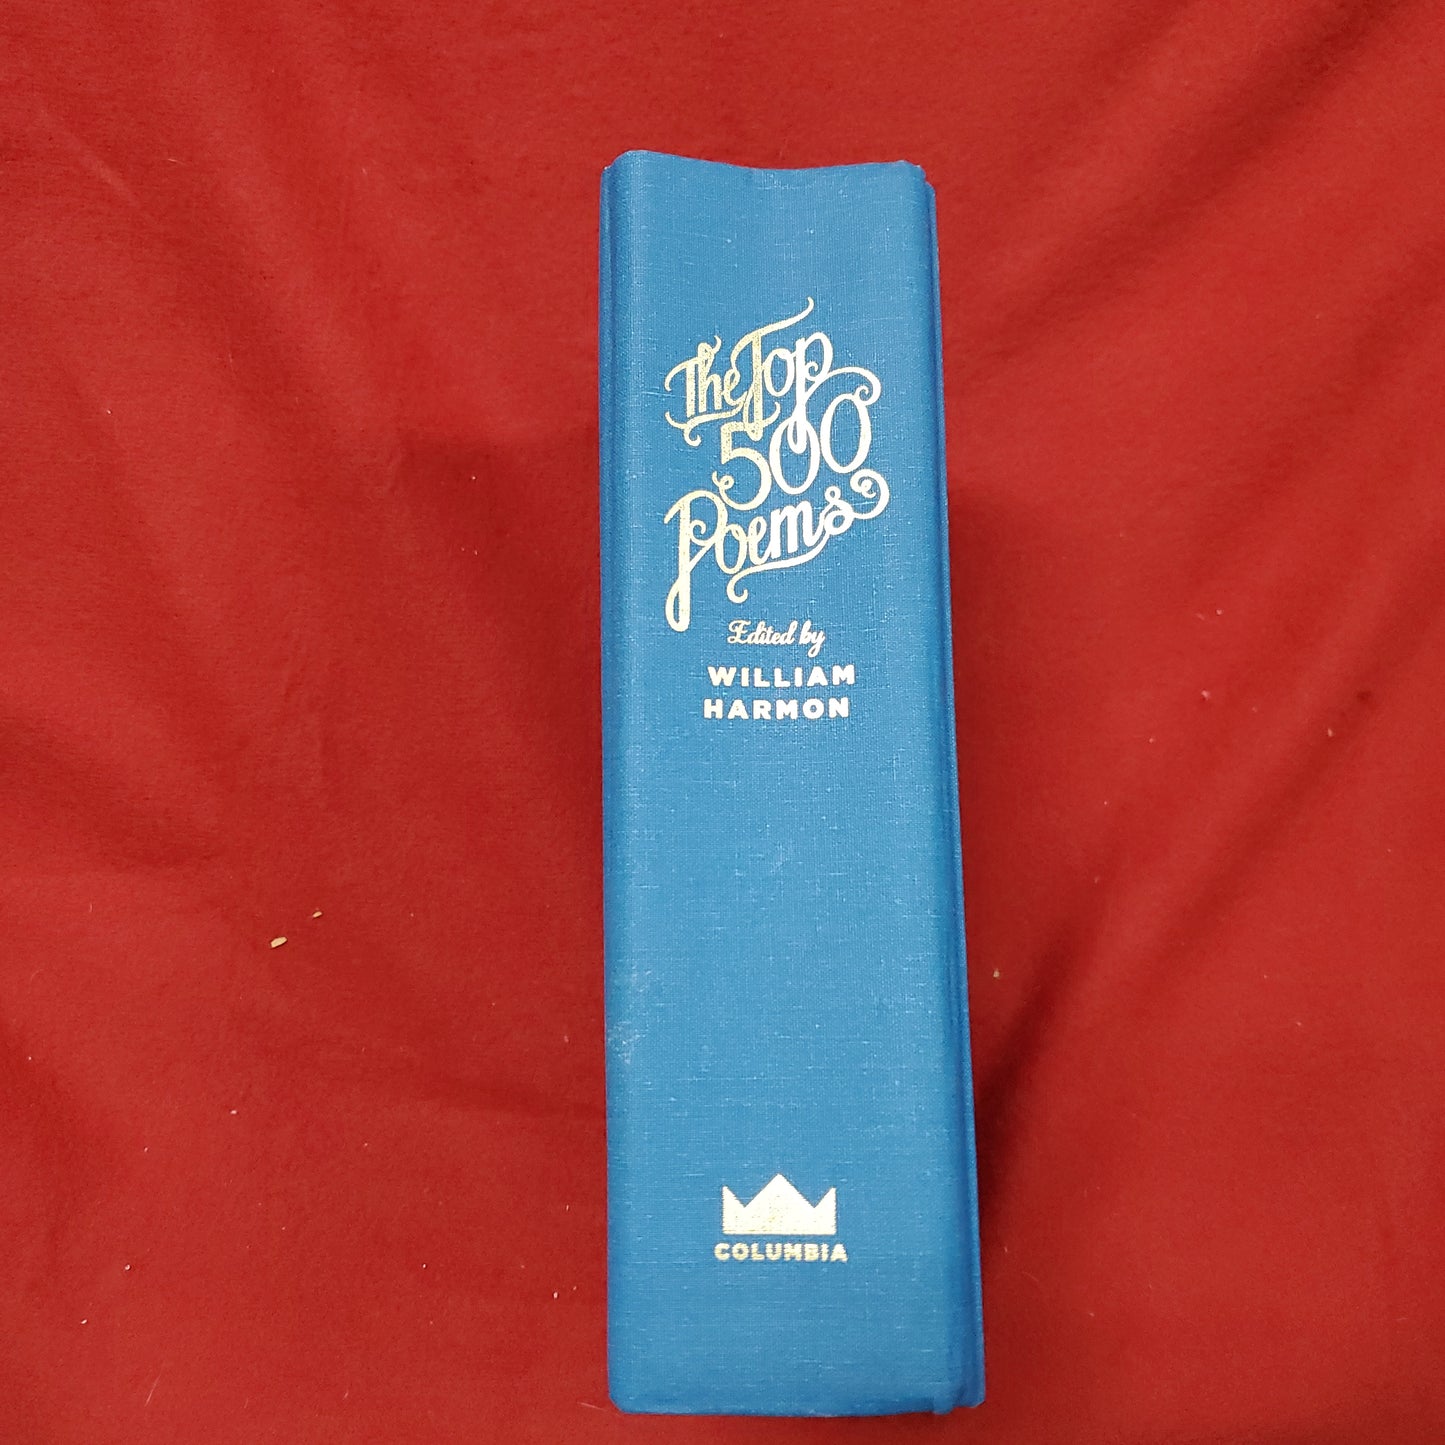 The Top
500
Poems
Edited by
WILLIAM
HARMON
COLUMBIA